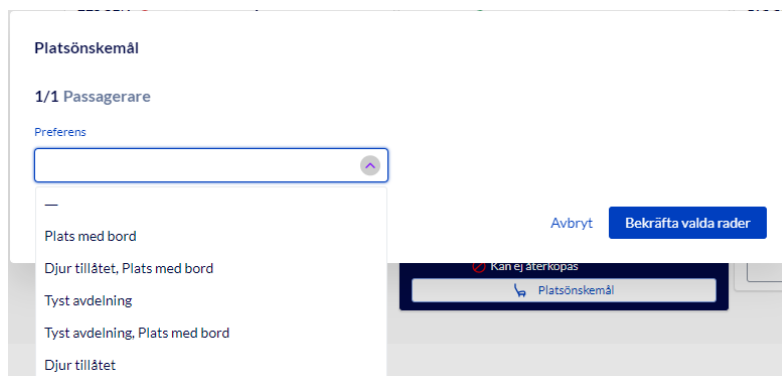 Platsönskemål
1/1 Passagerare
Preferens
—
Plats med bord
Djur tillåtet, Plats med bord
Tyst avdelning
Tyst avdelning, Plats med bord
Djur tillåtet
Avbryt
Bekräfta valda rader
Kan ej återköpas
Platsönskemål